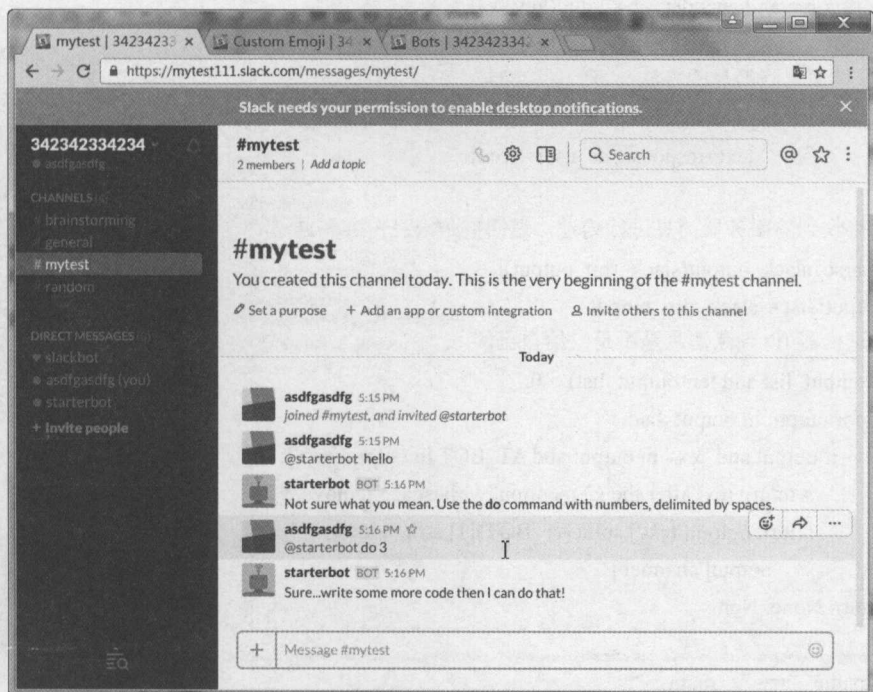 mytest | 34234233
Custom Emoji | 34
Bots | 342342334
https://mytest111.slack.com/messages/mytest/
Slack needs your permission to enable desktop notifications.
342342334234
asdfgasdfg
CHANNELS
# brainstorming
# general
# mytest
# random
DIRECT MESSAGES
slackbot
asdfgasdfg (you)
starterbot
+ Invite people
#mytest
2 members | Add a topic
Search
#mytest
You created this channel today. This is the very beginning of the #mytest channel.
Set a purpose + Add an app or custom integration Invite others to this channel
Today
asdfgasdfg 5:15 PM
joined #mytest, and invited @starterbot
asdfgasdfg 5:15 PM
@starterbot hello
starterbot BOT 5:16 PM
Not sure what you mean. Use the do command with numbers, delimited by spaces.
asdfgasdfg 5:16 PM
@starterbot do 3
starterbot BOT 5:16 PM
Sure...write some more code then I can do that!
Message #mytest